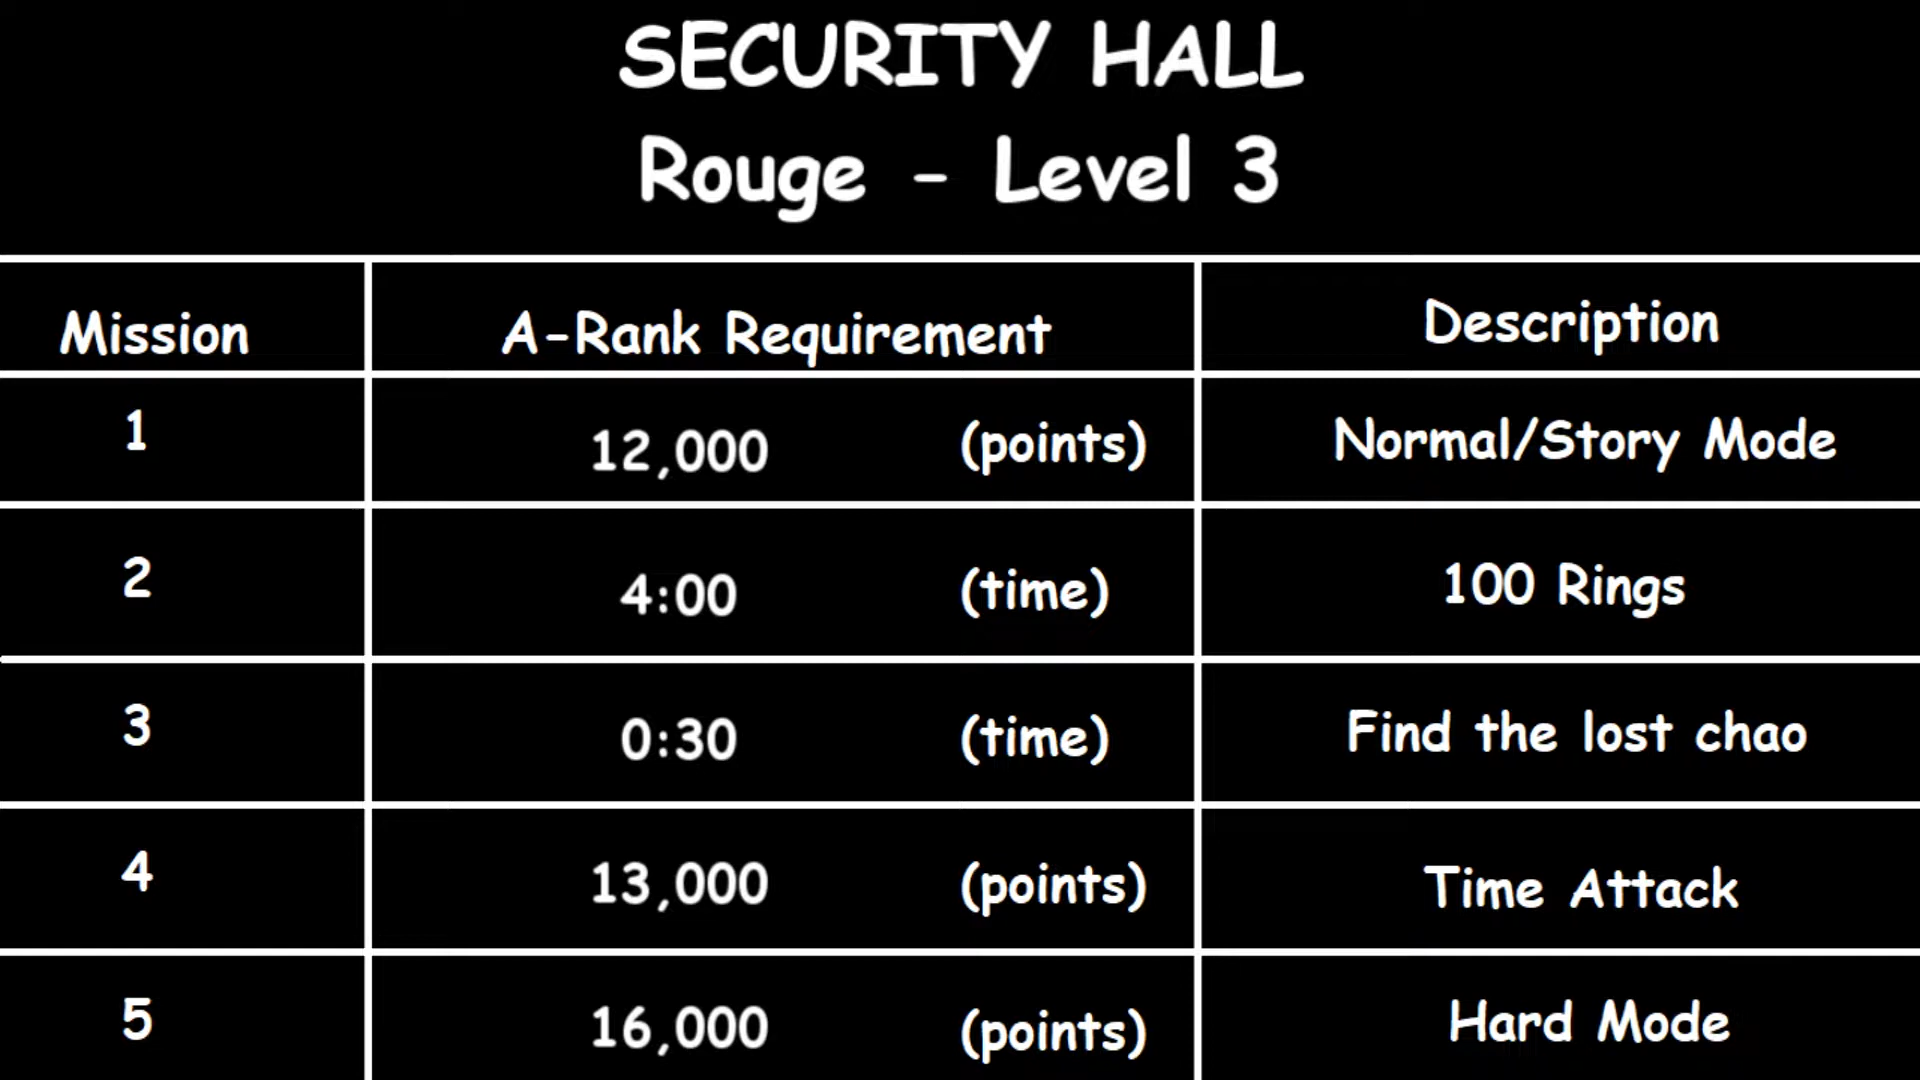 SECURITY HALL
Rouge - Level 3
Mission A-Rank Requirement Description
1 12,000 (points) Normal/Story Mode
2 4:00 (time) 100 Rings
3 0:30 (time) Find the lost chao
4 13,000 (points) Time Attack
5 16,000 (points) Hard Mode